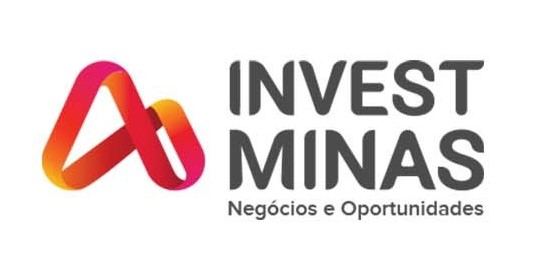 INVEST
MINAS
Negócios e Oportunidades